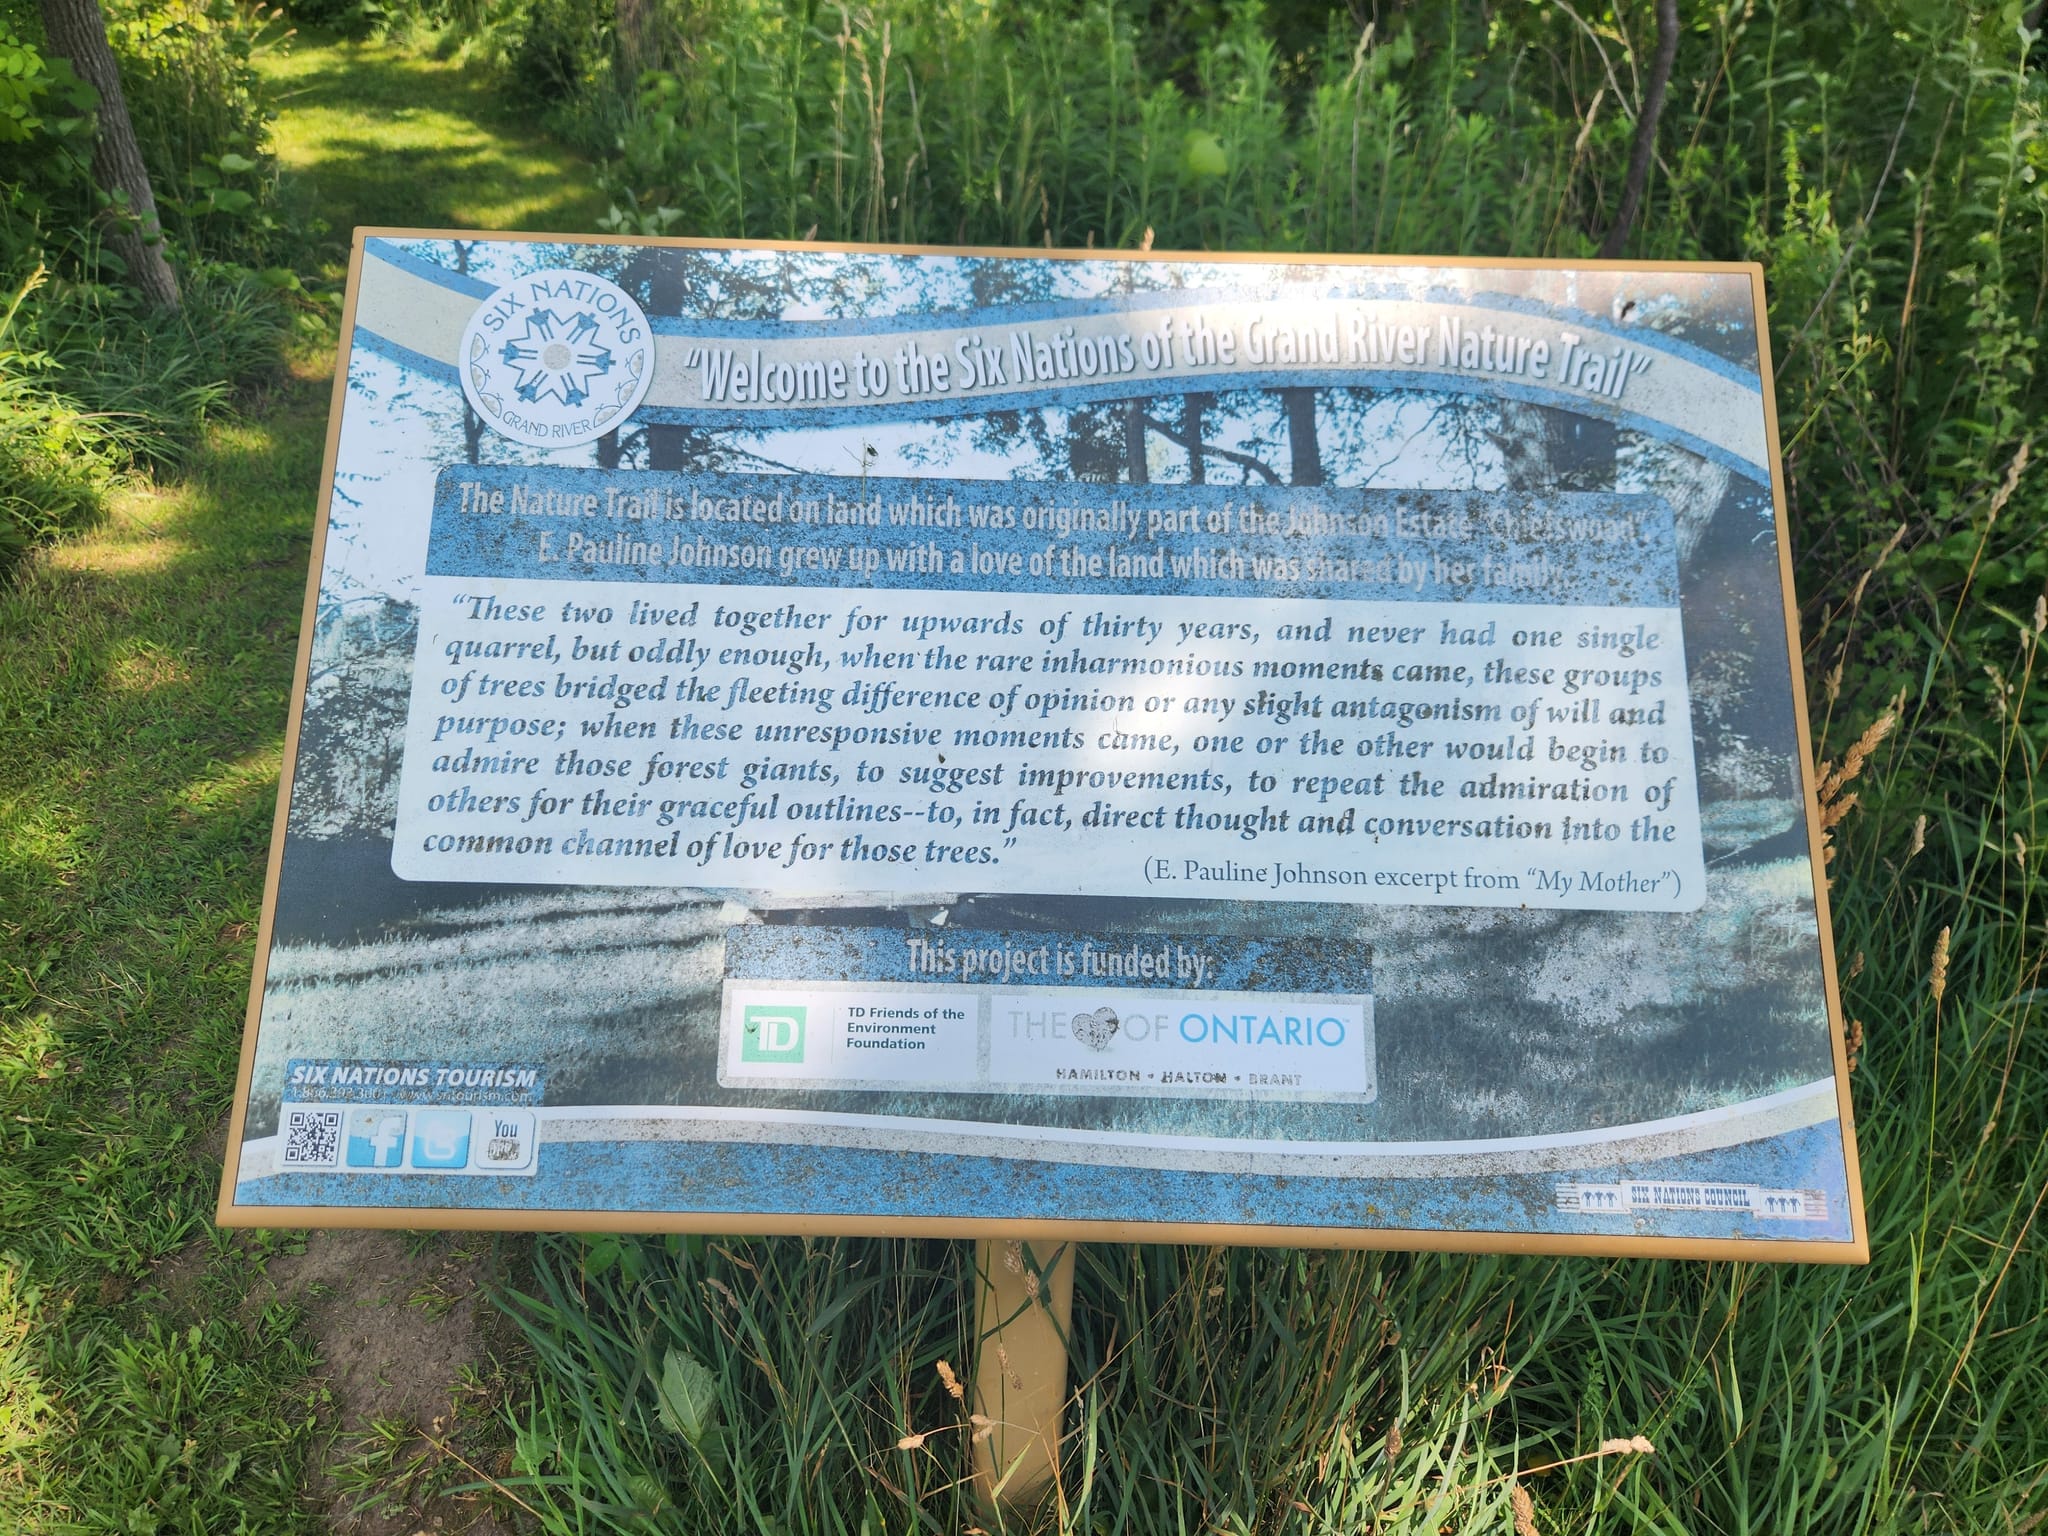 SIX NATIONS
GRAND RIVER
"Welcome to the Six Nations of the Grand River Nature Trail"
The Nature Trail is located on land which was originally part of the Johnson Estate "Chiefswood".
E. Pauline Johnson grew up with a love of the land which was shared by her family.
"These two lived together for upwards of thirty years, and never had one single
quarrel, but oddly enough, when the rare inharmonious moments came, these groups
of trees bridged the fleeting difference of opinion or any slight antagonism of will and
purpose; when these unresponsive moments came, one or the other would begin to
admire those forest giants, to suggest improvements, to repeat the admiration of
others for their graceful outlines--to, in fact, direct thought and conversation into the
common channel of love for those trees."
(E. Pauline Johnson excerpt from "My Mother")
This project is funded by:
TD
TD Friends of the
Environment
Foundation
THE OF ONTARIO™
HAMILTON • HALTON • BRANT
SIX NATIONS TOURISM
www.sntourism.com
f t You
SIX NATIONS COUNCIL